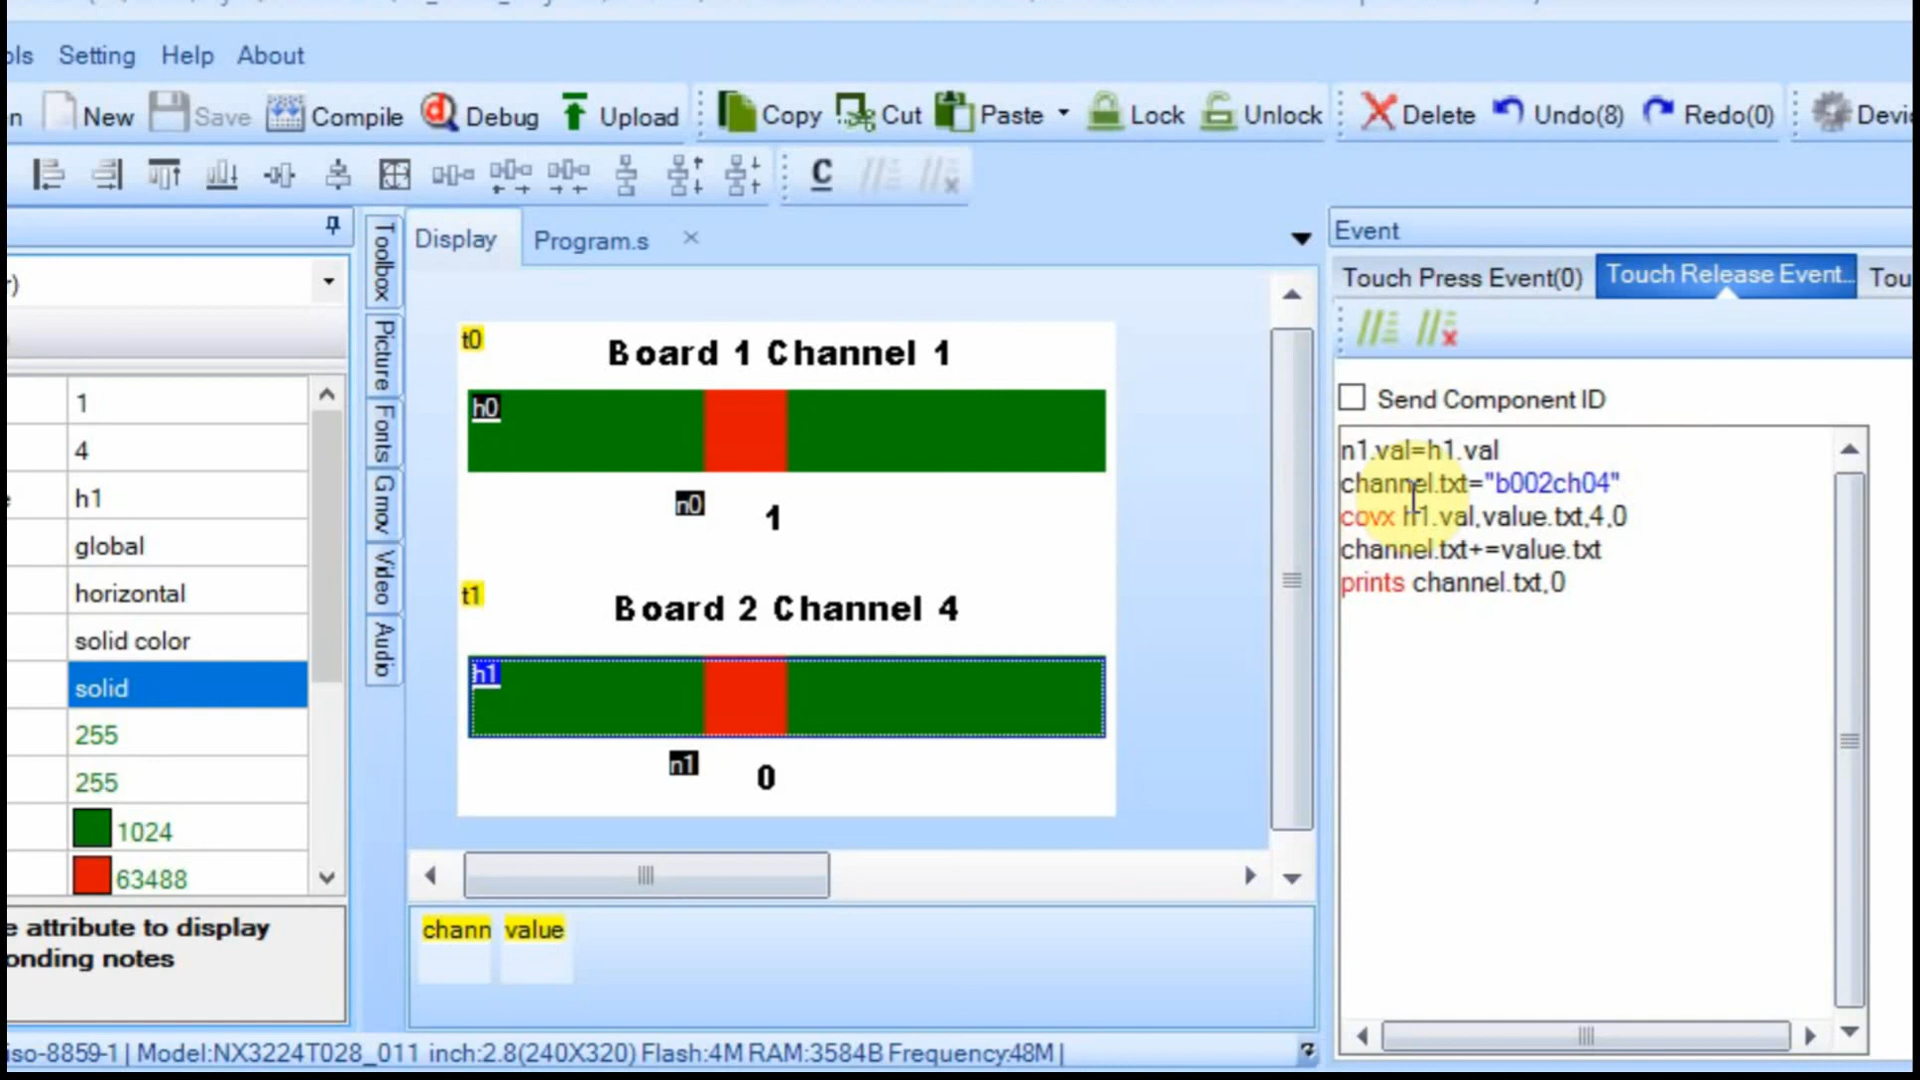 ols Setting Help About
n New Save Compile Debug Upload Copy Cut Paste Lock Unlock Delete Undo(8) Redo(0) Devi
C
Toolbox
Picture
Fonts
Gmov
Video
Audio
r)
1
4
e h1
global
horizontal
solid color
solid
255
255
1024
63488
e attribute to display
onding notes
Display Program.s
t0
Board 1 Channel 1
h0
n0
1
t1
Board 2 Channel 4
h1
n1
0
chann value
Event
Touch Press Event(0) Touch Release Event... Tou
Send Component ID
n1.val=h1.val
channel.txt="b002ch04"
covx h1.val,value.txt,4,0
channel.txt+=value.txt
prints channel.txt,0
iso-8859-1 | Model:NX3224T028_011 inch:2.8(240X320) Flash:4M RAM:3584B Frequency:48M |